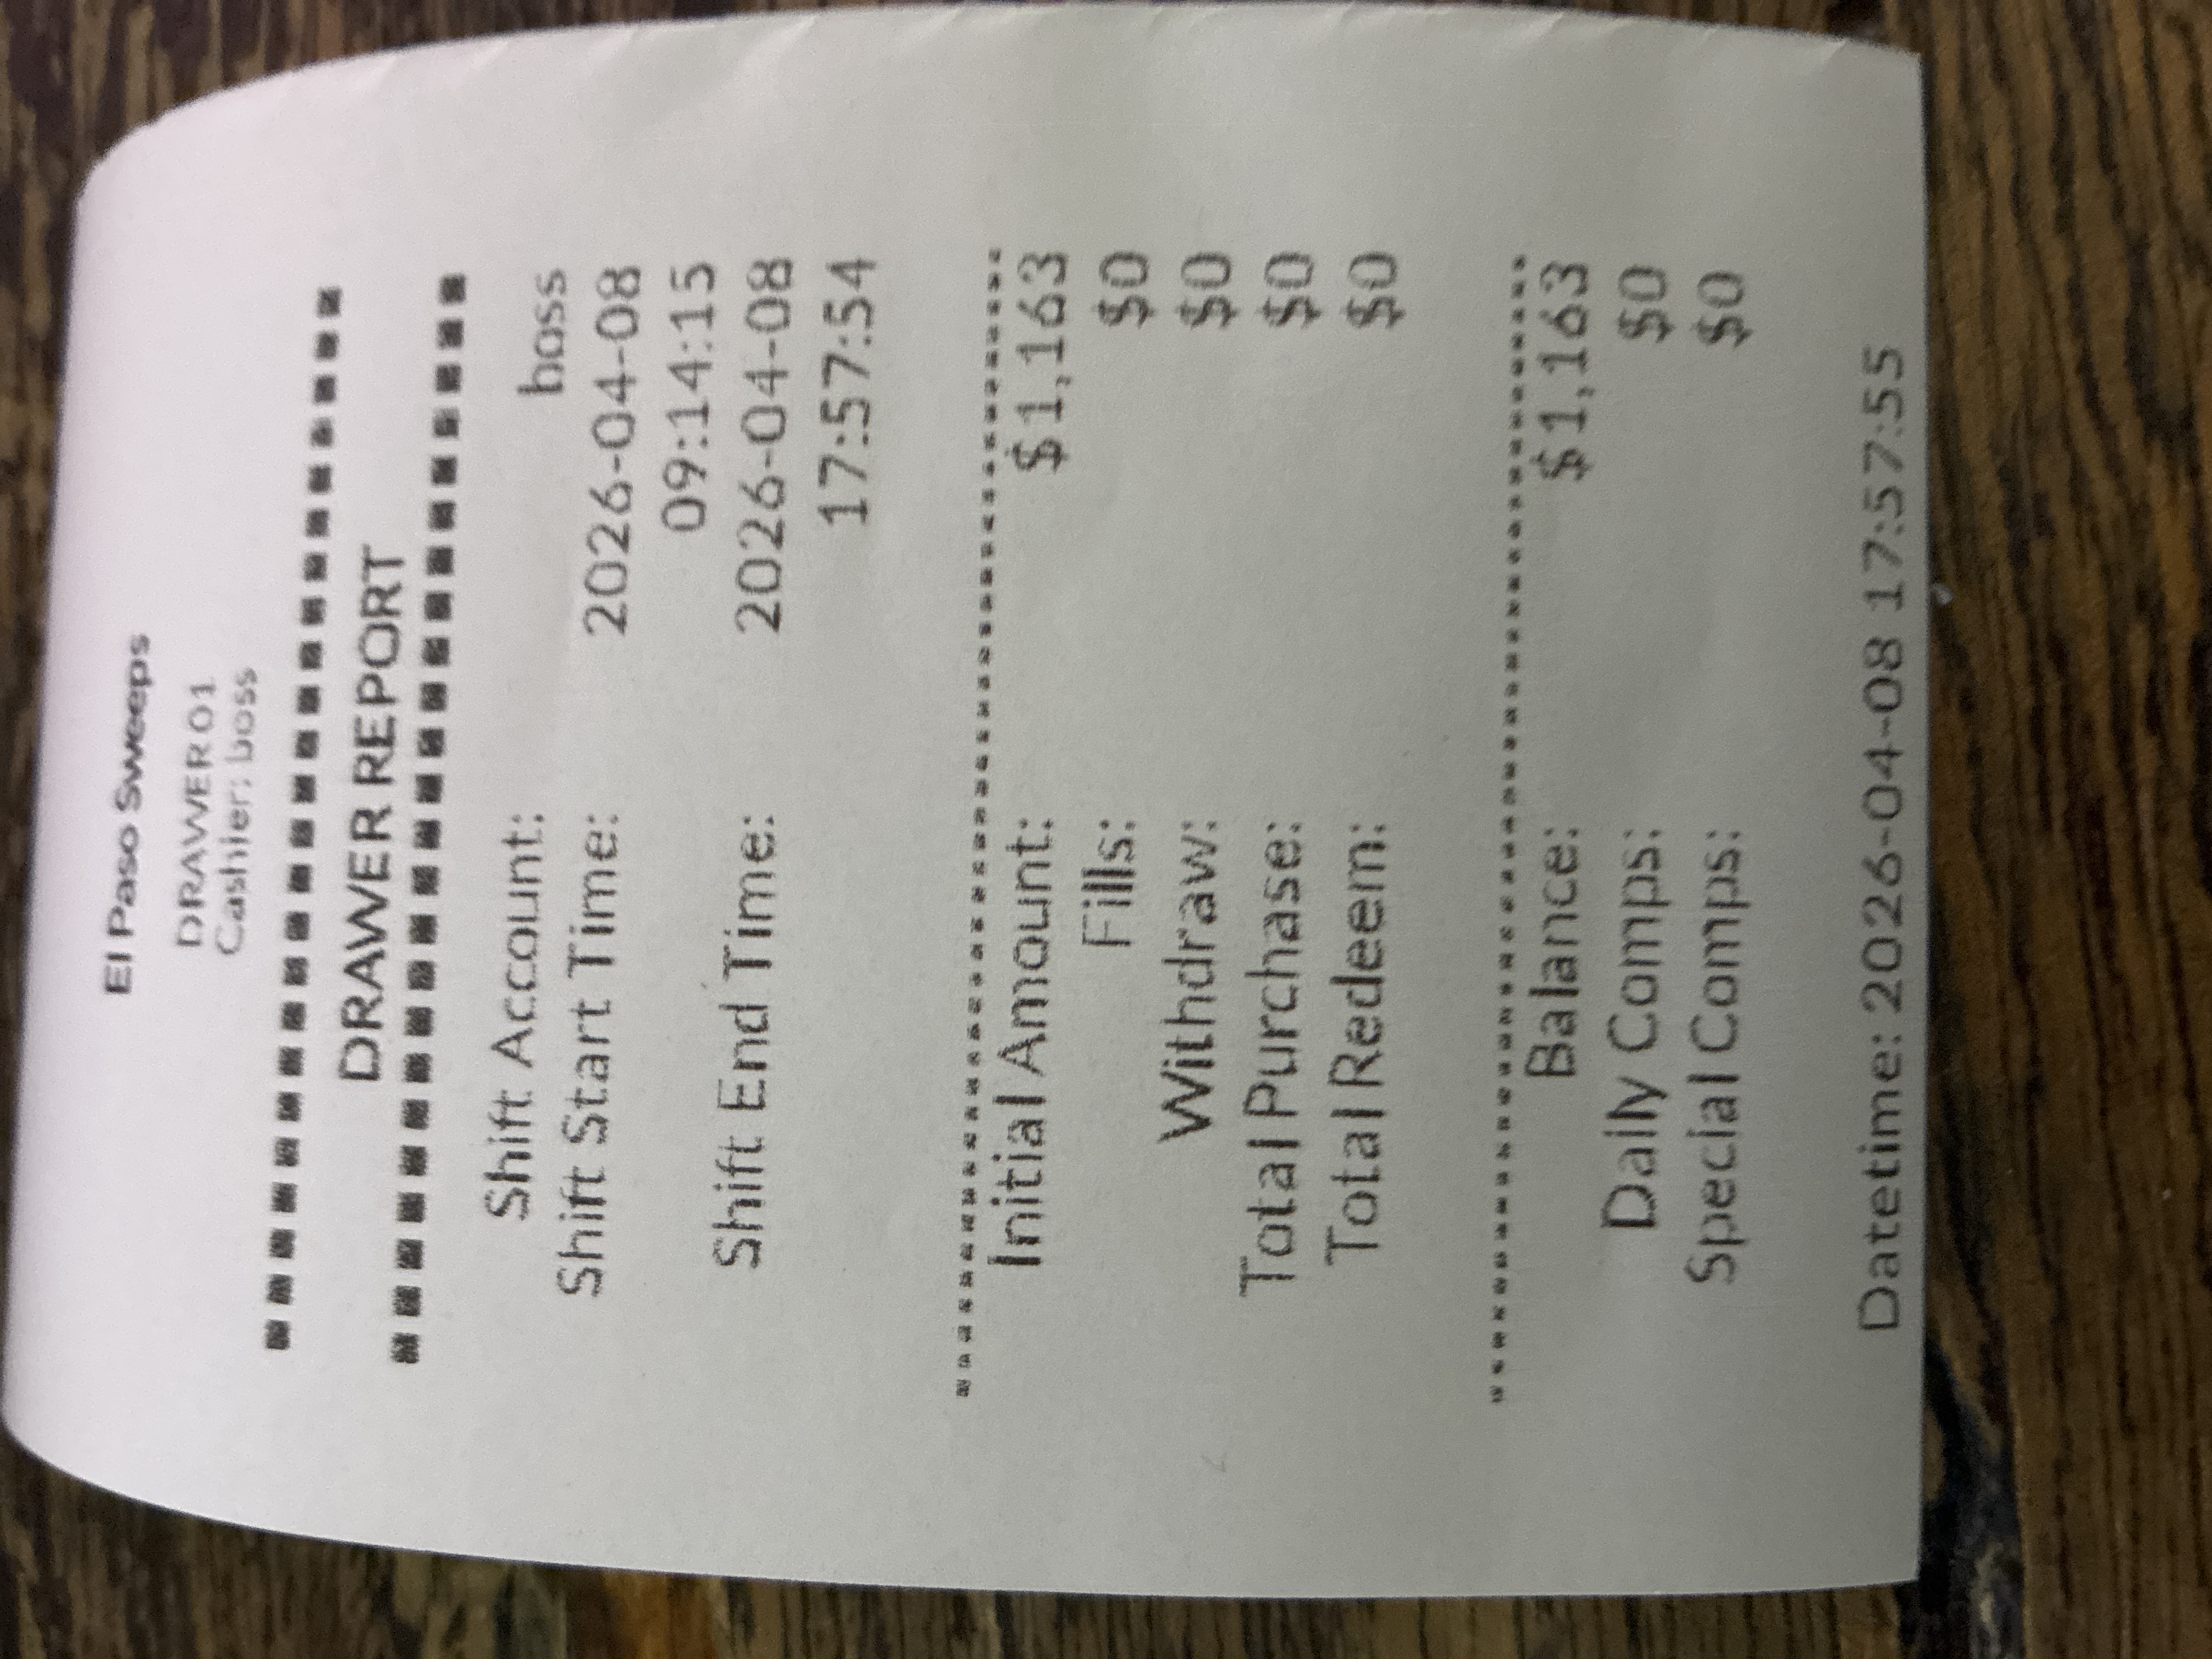 El Paso Sweeps
DRAWER01
Cashier: boss
DRAWER REPORT
Shift Account: boss
Shift Start Time: 2026-04-08
09:14:15
Shift End Time: 2026-04-08
17:57:54
Initial Amount: $1,163
Fills: $0
Withdraw: $0
Total Purchase: $0
Total Redeem: $0
Balance: $1,163
Daily Comps: $0
Special Comps: $0
Datetime: 2026-04-08 17:57:55